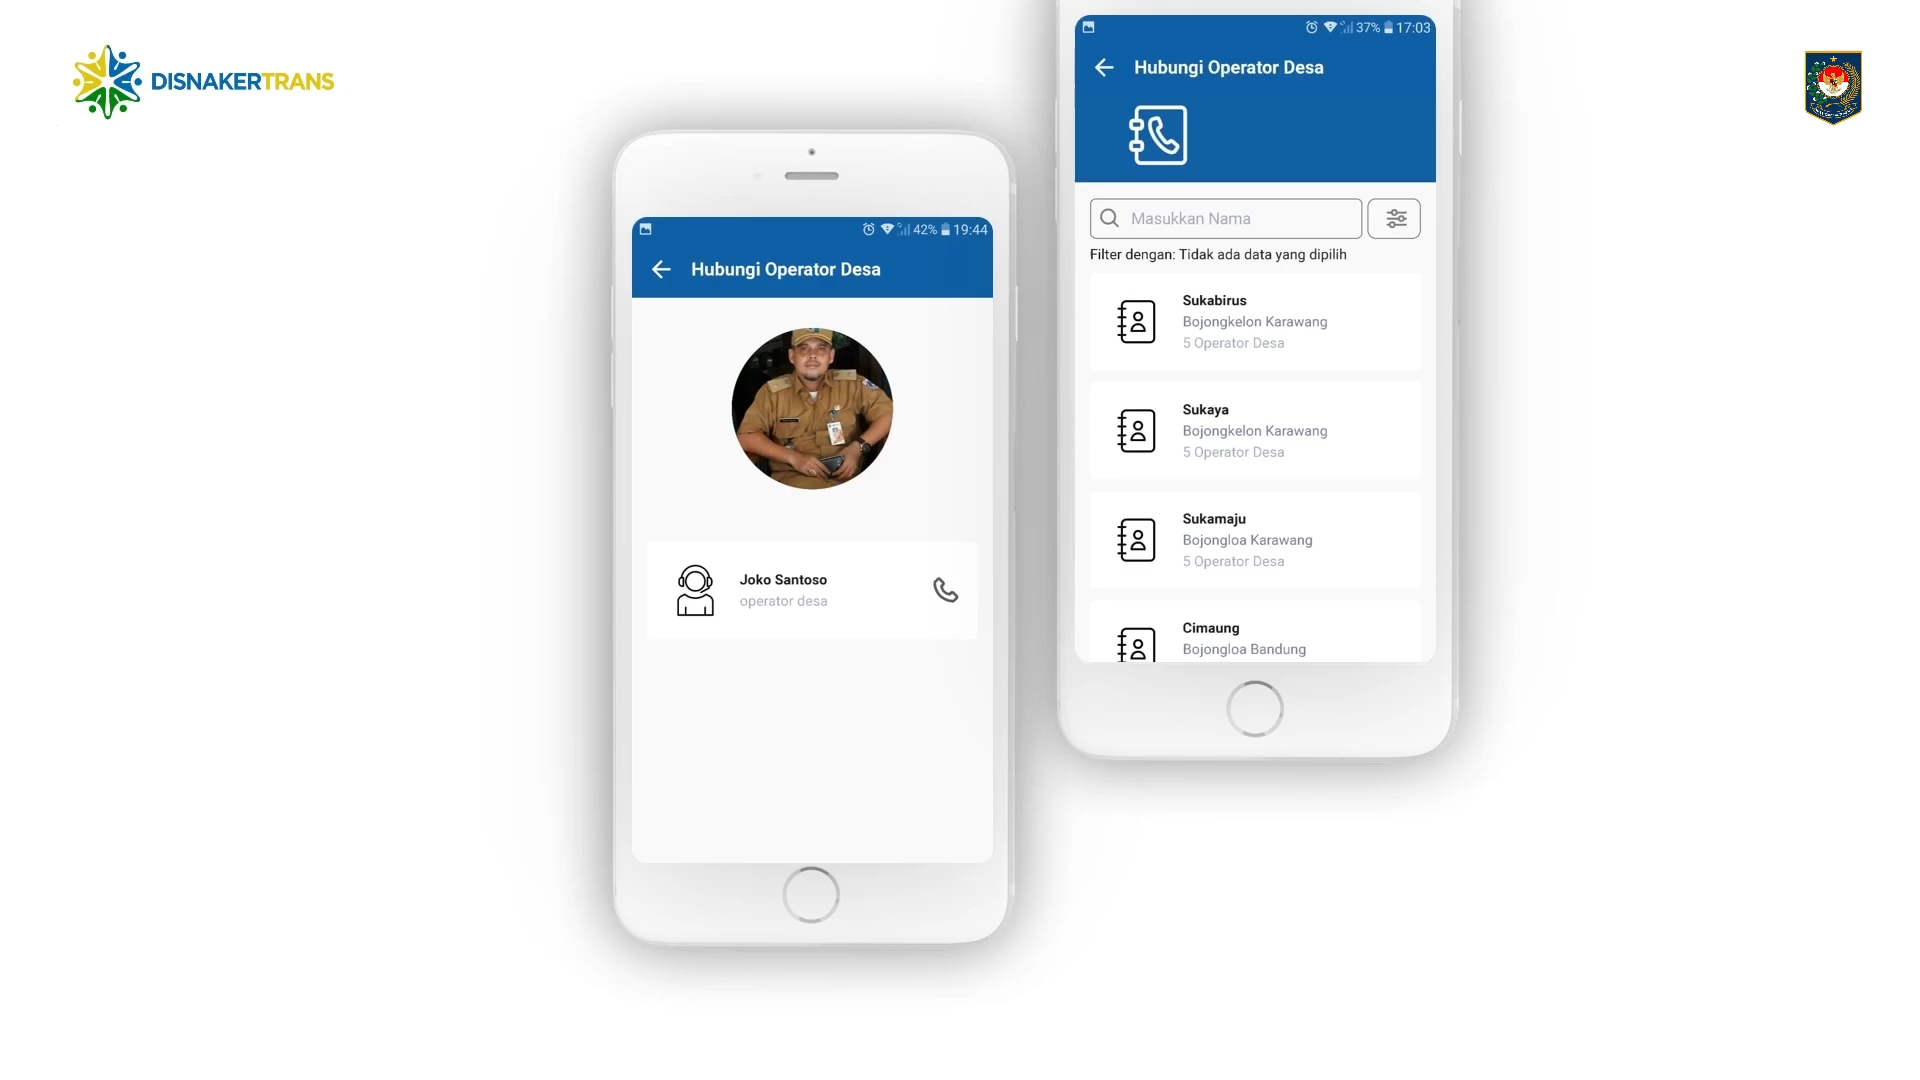 DISNAKERTRANS
42% 19:44
Hubungi Operator Desa
Joko Santoso
operator desa
37% 17:03
Hubungi Operator Desa
Masukkan Nama
Filter dengan: Tidak ada data yang dipilih
Sukabirus
Bojongkelon Karawang
5 Operator Desa
Sukaya
Bojongkelon Karawang
5 Operator Desa
Sukamaju
Bojongloa Karawang
5 Operator Desa
Cimaung
Bojongloa Bandung